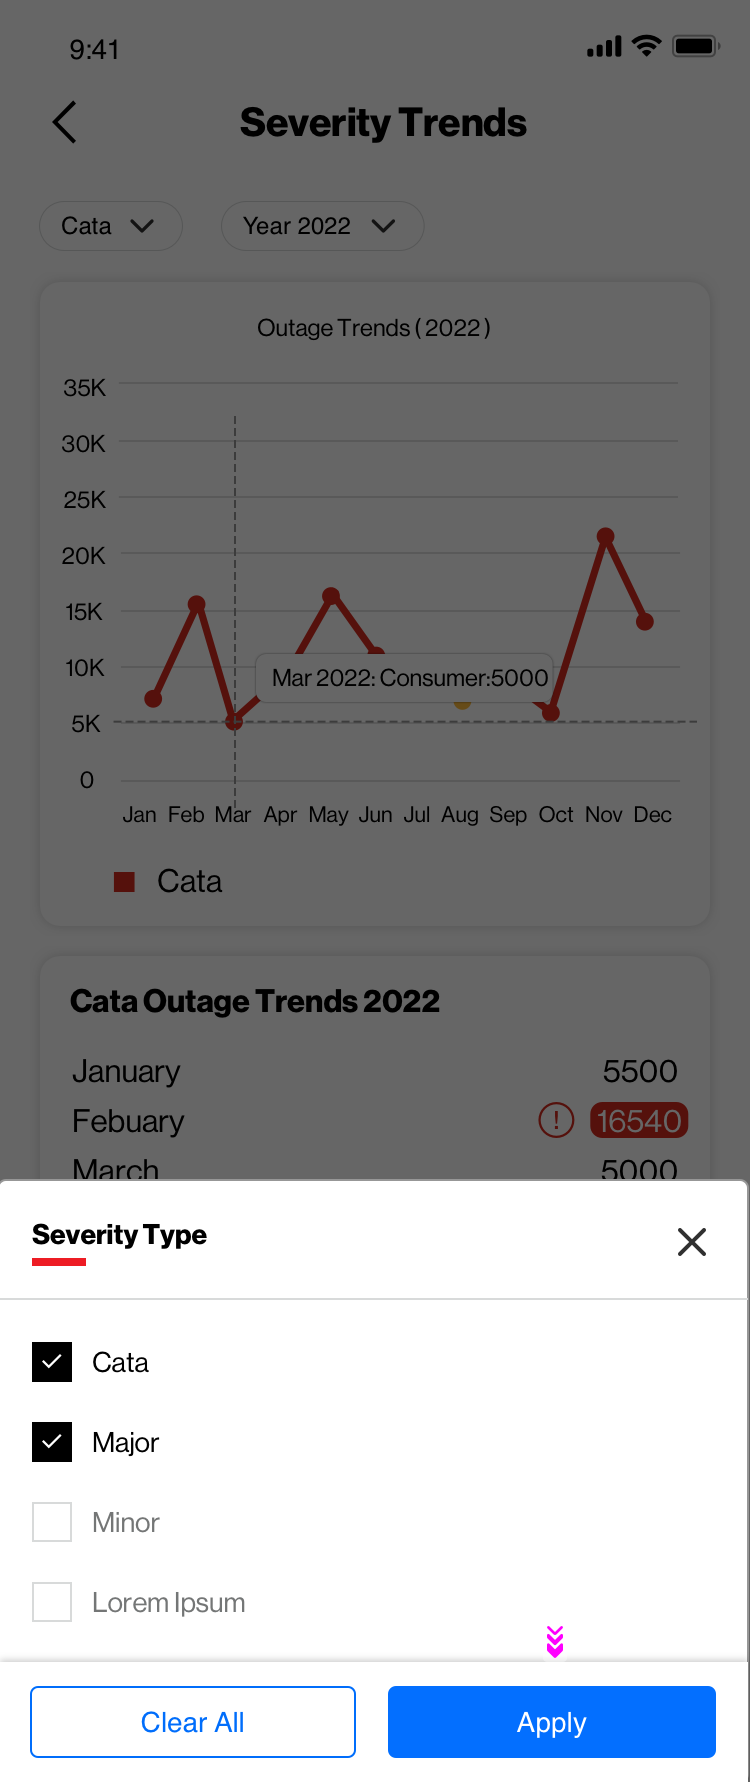 9:41
Severity Trends
Cata Year 2022
Outage Trends ( 2022 )
35K
30K
25K
20K
15K
10K
Mar 2022: Consumer:5000
5K
0
Jan Feb Mar Apr May Jun Jul Aug Sep Oct Nov Dec
Cata
Cata Outage Trends 2022
January 5500
Febuary ! 16540
March 5000
Severity Type
Cata
Major
Minor
Lorem Ipsum
Clear All Apply